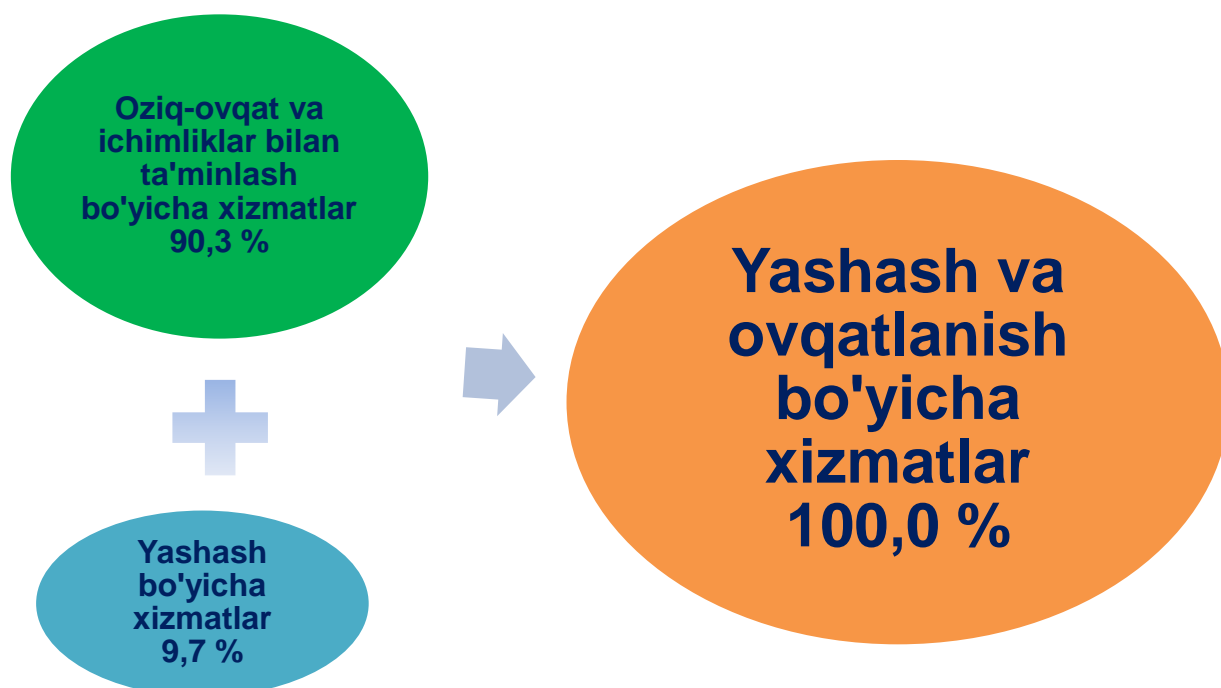 Oziq-ovqat va
ichimliklar bilan
ta'minlash
bo'yicha xizmatlar
90,3 %
Yashash
bo'yicha
xizmatlar
9,7 %
Yashash va
ovqatlanish
bo'yicha
xizmatlar
100,0 %